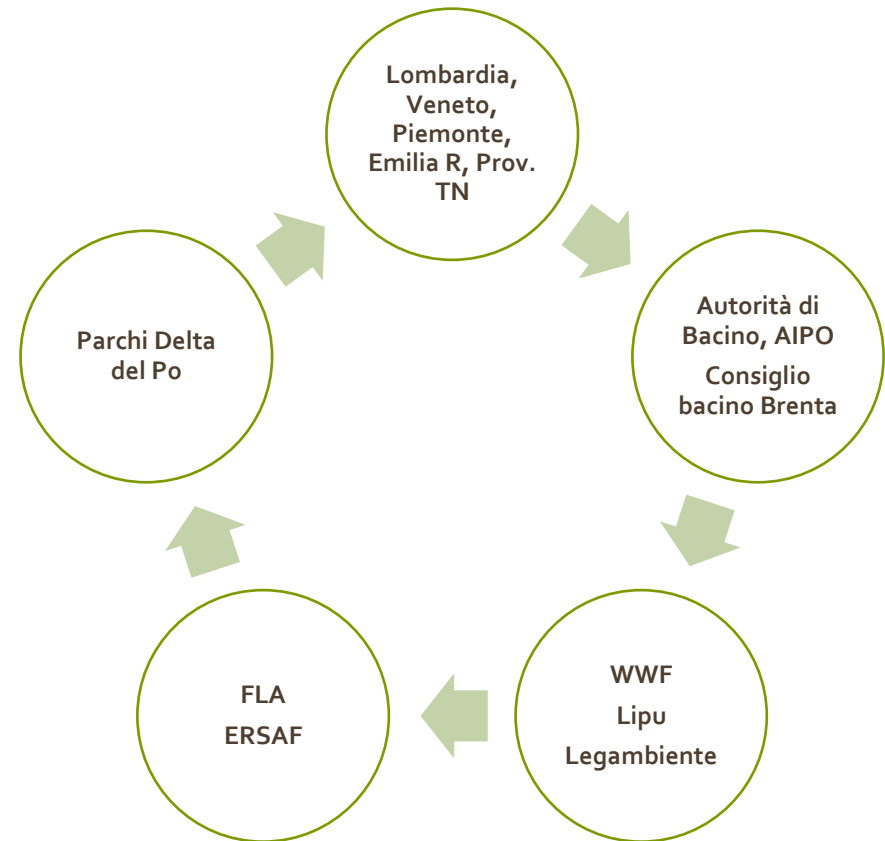 Lombardia,
Veneto,
Piemonte,
Emilia R, Prov.
TN
Autorità di
Bacino, AIPO
Consiglio
bacino Brenta
WWF
Lipu
Legambiente
FLA
ERSAF
Parchi Delta
del Po